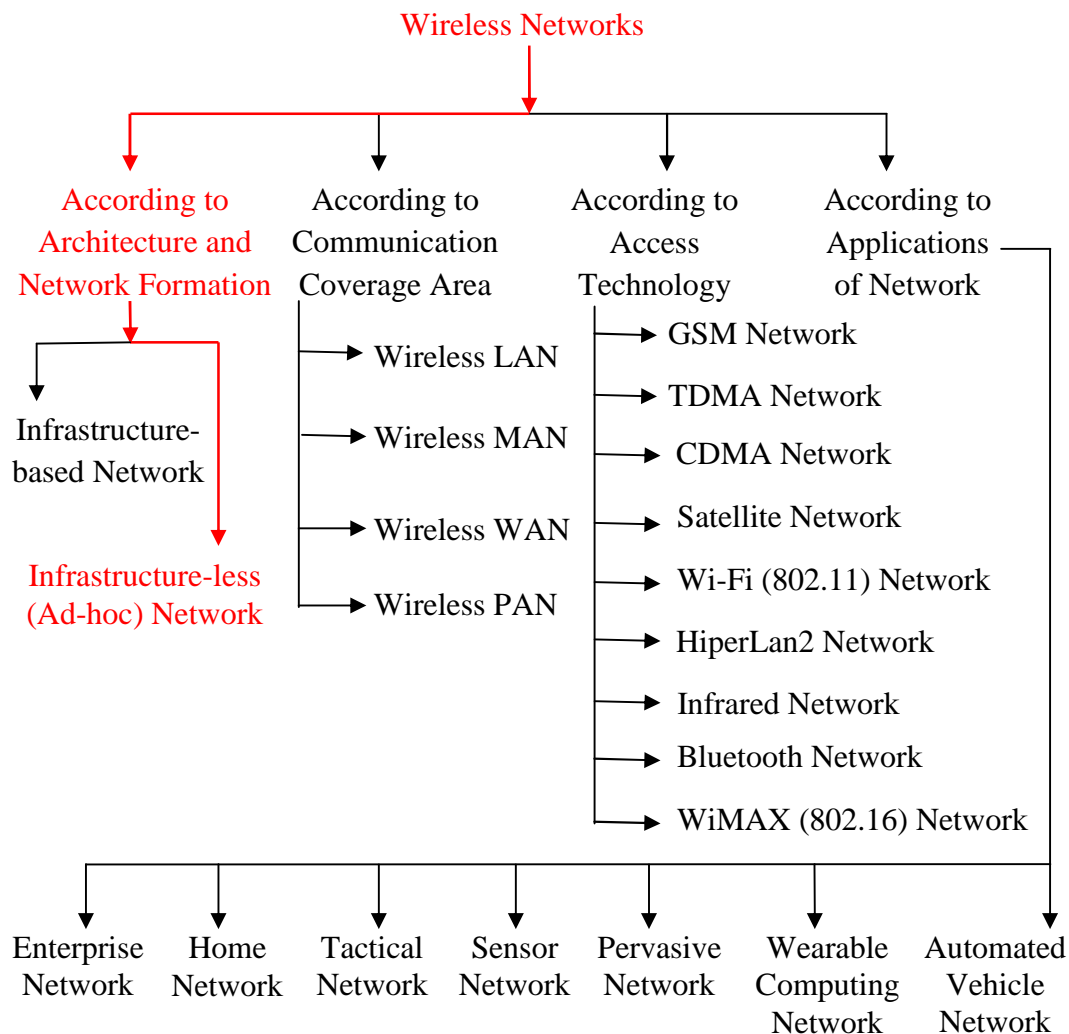 Wireless Networks
According to
Architecture and
Network Formation
Infrastructure-
based Network
Infrastructure-less
(Ad-hoc) Network
According to
Communication
Coverage Area
Wireless LAN
Wireless MAN
Wireless WAN
Wireless PAN
According to
Access
Technology
GSM Network
TDMA Network
CDMA Network
Satellite Network
Wi-Fi (802.11) Network
HiperLan2 Network
Infrared Network
Bluetooth Network
WiMAX (802.16) Network
According to
Applications
of Network
Enterprise
Network
Home
Network
Tactical
Network
Sensor
Network
Pervasive
Network
Wearable
Computing
Network
Automated
Vehicle
Network